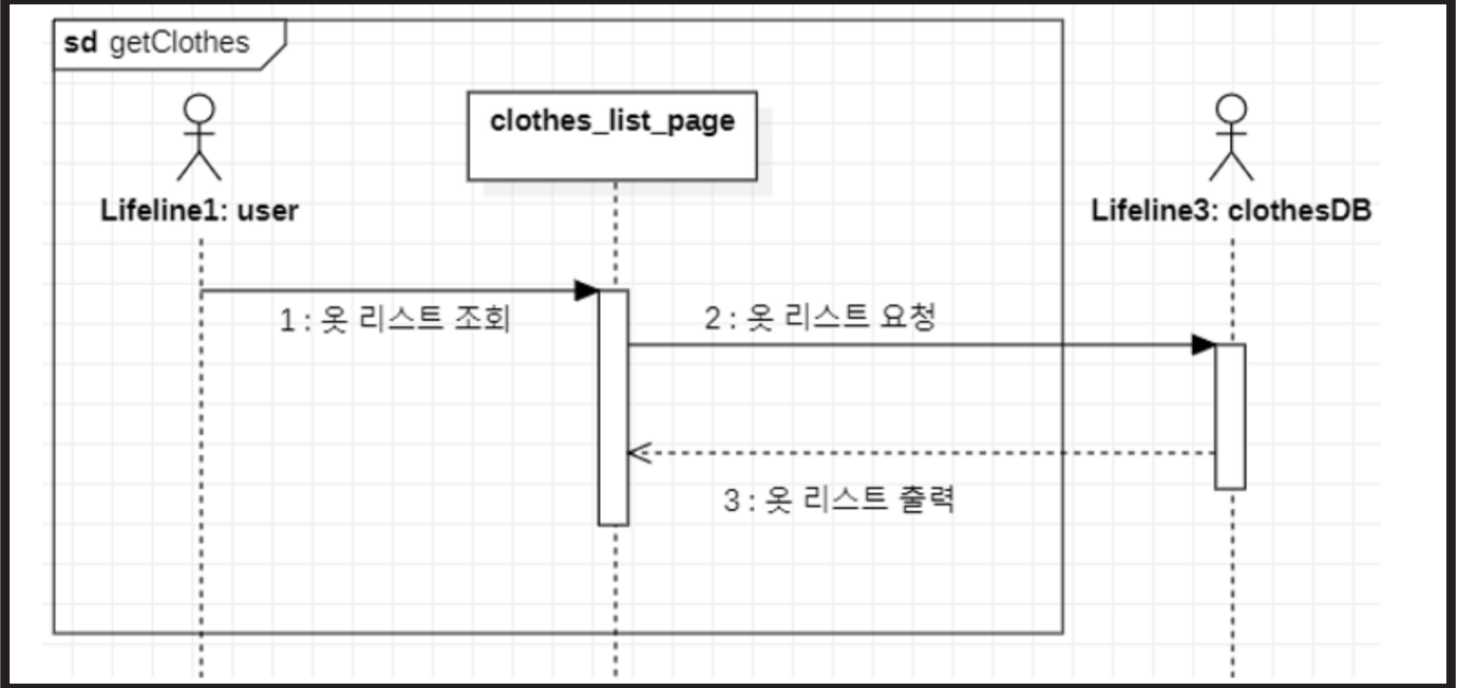 sd getClothes
clothes_list_page
Lifeline1: user
Lifeline3: clothesDB
1 : 옷 리스트 조회
2 : 옷 리스트 요청
3 : 옷 리스트 출력